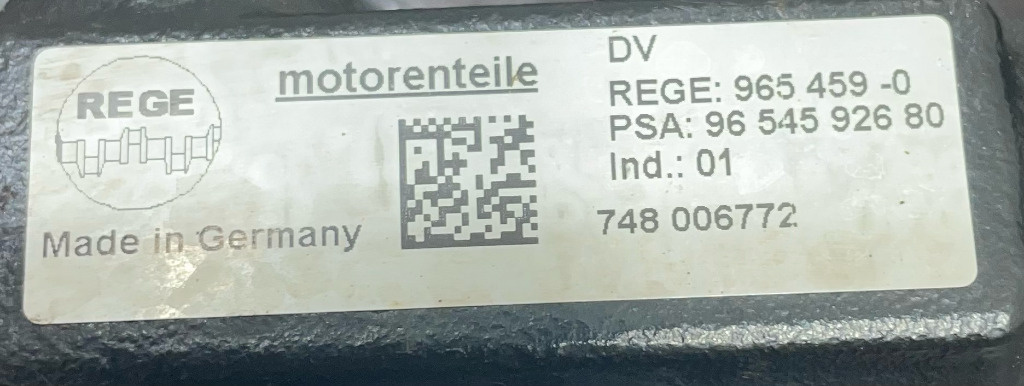 REGE
motorenteile
Made in Germany
DV
REGE: 965 459 -0
PSA: 96 545 926 80
Ind.: 01
748 006772